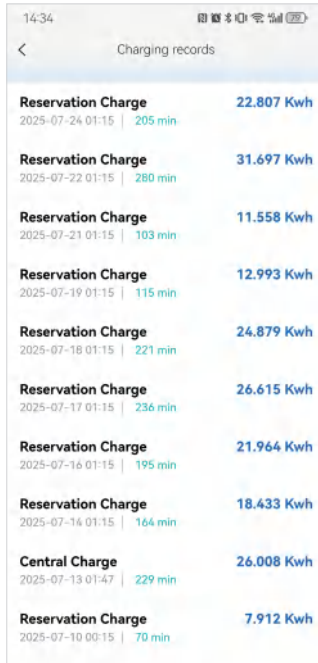 14:34 79
Charging records
Reservation Charge 22.807 Kwh
2025-07-24 01:15 | 205 min
Reservation Charge 31.697 Kwh
2025-07-22 01:15 | 280 min
Reservation Charge 11.558 Kwh
2025-07-21 01:15 | 103 min
Reservation Charge 12.993 Kwh
2025-07-19 01:15 | 115 min
Reservation Charge 24.879 Kwh
2025-07-18 01:15 | 221 min
Reservation Charge 26.615 Kwh
2025-07-17 01:15 | 236 min
Reservation Charge 21.964 Kwh
2025-07-16 01:15 | 195 min
Reservation Charge 18.433 Kwh
2025-07-14 01:15 | 164 min
Central Charge 26.008 Kwh
2025-07-13 01:47 | 229 min
Reservation Charge 7.912 Kwh
2025-07-10 00:15 | 70 min